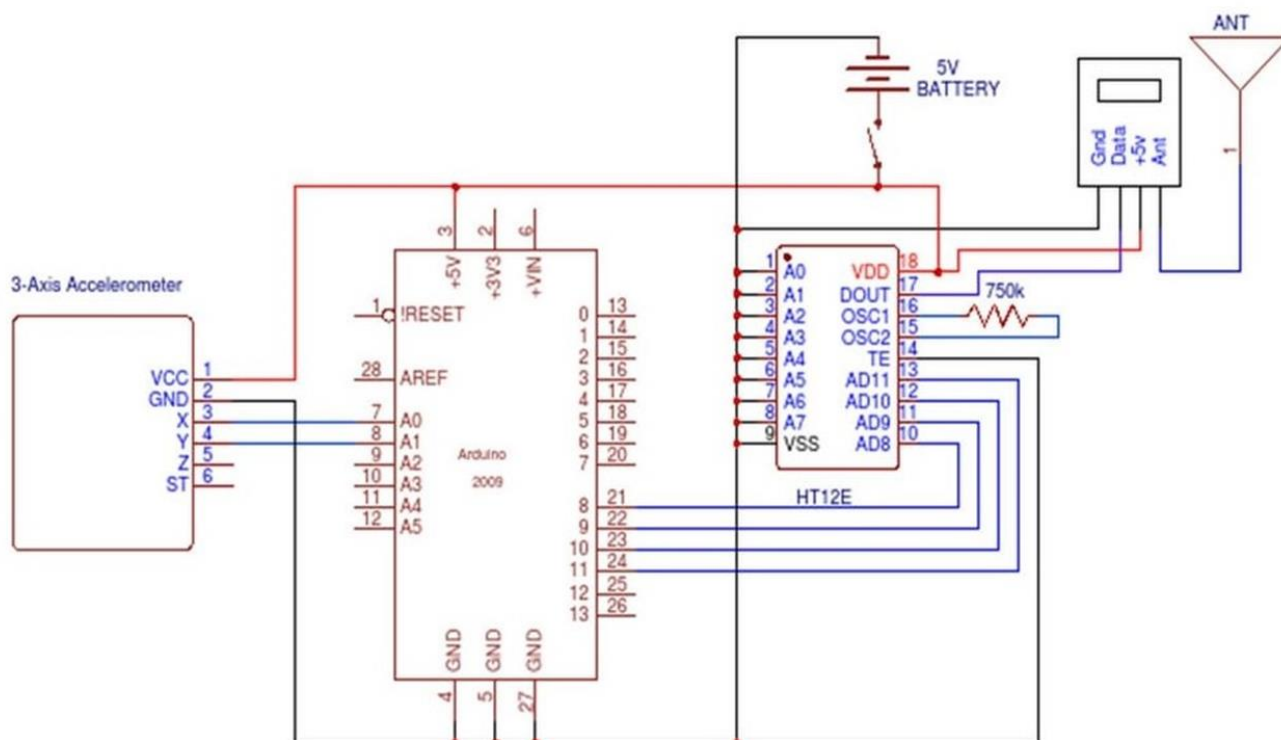 ANT
5V
BATTERY
Gnd
Data
+5v
Ant
1
3
2
6
+5V
+3V3
+VIN
3-Axis Accelerometer
VCC 1
GND 2
X 3
Y 4
Z 5
ST 6
1 !RESET
28 AREF
7 A0
8 A1
9 A2
10 A3
11 A4
12 A5
Arduino
2009
0 13
1 14
2 15
3 16
4 17
5 18
6 19
7 20
8 21
9 22
10 23
11 24
12 25
13 26
GND
GND
GND
4
5
27
1 A0 VDD 18
2 A1 DOUT 17
3 A2 OSC1 16
4 A3 OSC2 15
5 A4 TE 14
6 A5 AD11 13
7 A6 AD10 12
8 A7 AD9 11
9 VSS AD8 10
750k
HT12E